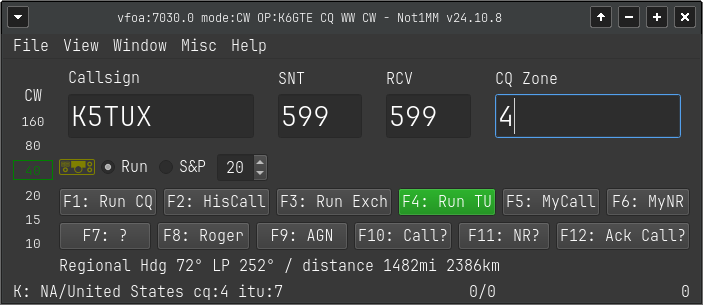 vfoa:7030.0 mode:CW OP:K6GTE CQ WW CW - Not1MM v24.10.8
File View Window Misc Help
Callsign SNT RCV CQ Zone
CW
K5TUX 599 599 4
160
80
40
Run S&P 20
20
F1: Run CQ F2: HisCall F3: Run Exch F4: Run TU F5: MyCall F6: MyNR
15
10
F7: ? F8: Roger F9: AGN F10: Call? F11: NR? F12: Ack Call?
Regional Hdg 72° LP 252° / distance 1482mi 2386km
K: NA/United States cq:4 itu:7 0/0 0